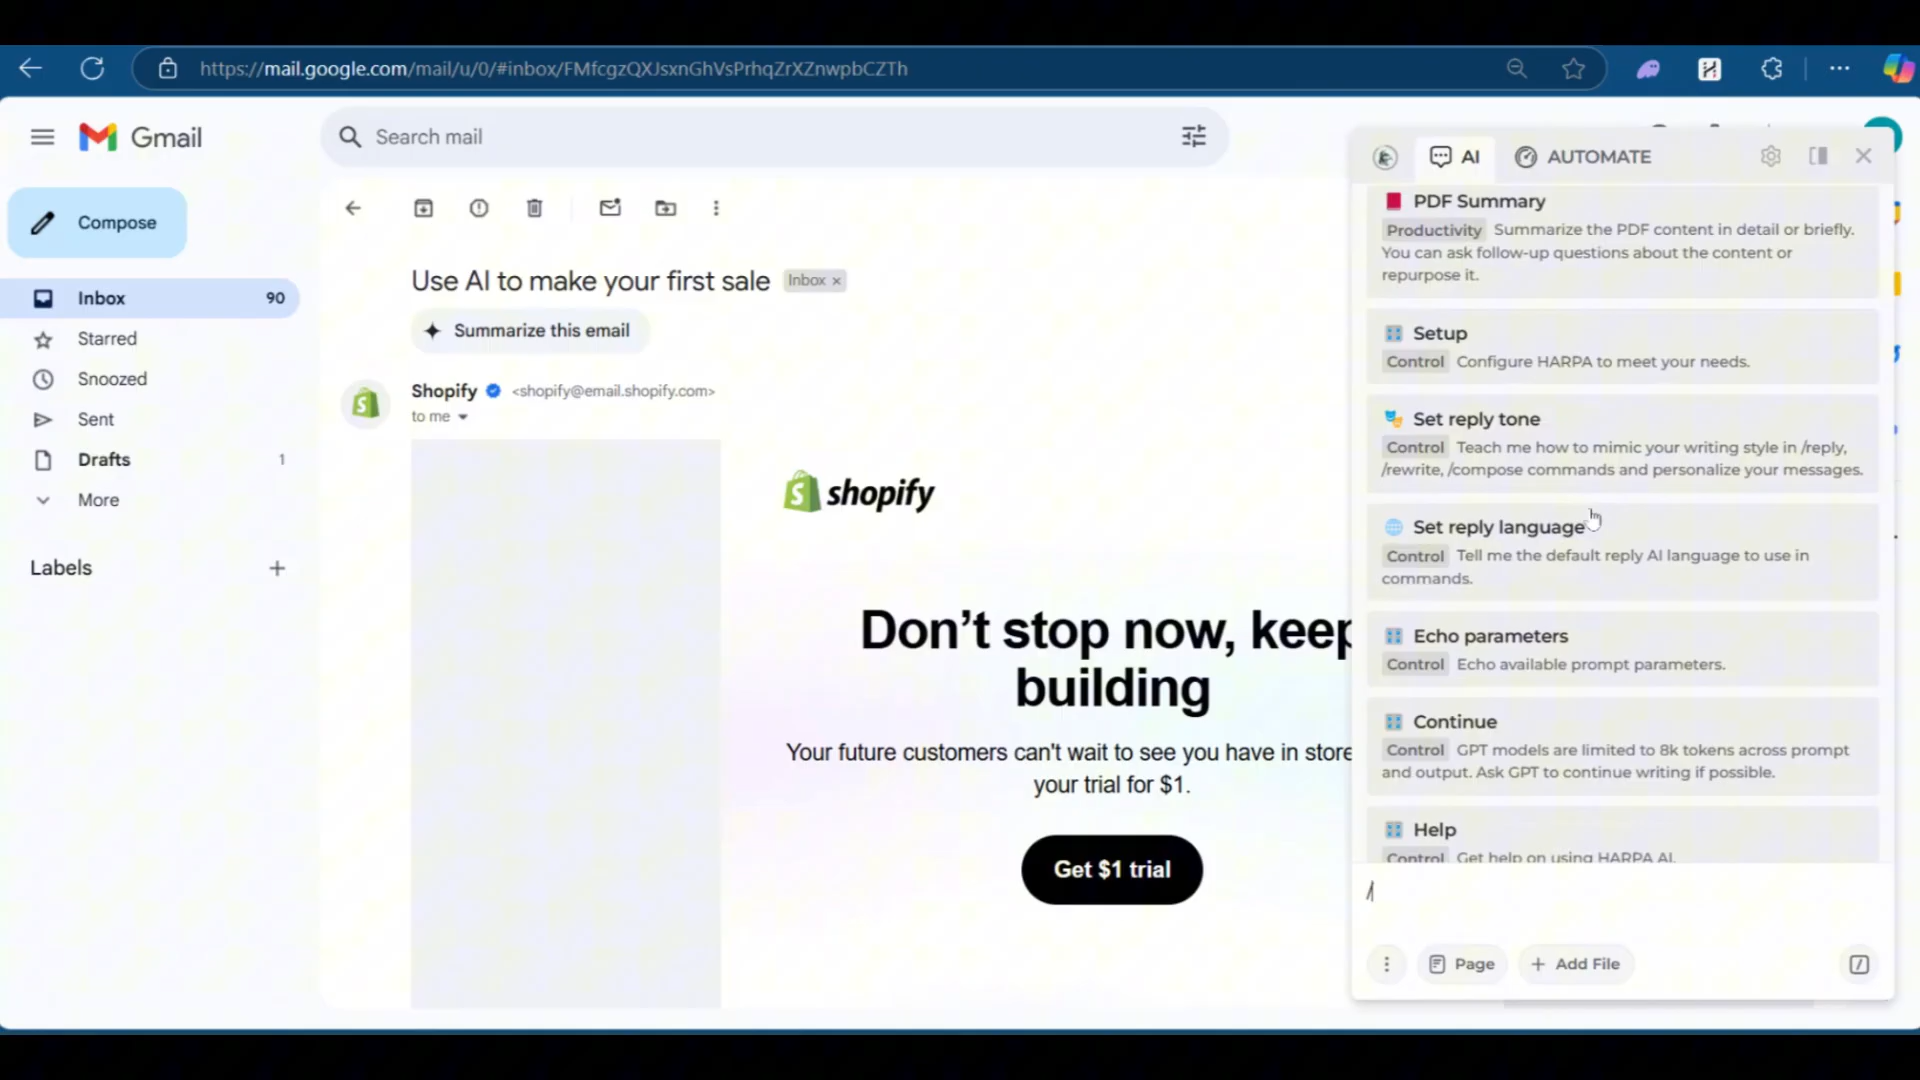 https://mail.google.com/mail/u/0/#inbox/FMfcgzQXJsxnGhVsPrhqZrXZnwpbCZTh
Gmail
Search mail
Compose
Inbox 90
Starred
Snoozed
Sent
Drafts 1
More
Labels
Use AI to make your first sale Inbox ×
Summarize this email
Shopify <shopify@email.shopify.com>
to me
shopify
Don’t stop now, keep
building
Your future customers can't wait to see you have in store
your trial for $1.
Get $1 trial
AI AUTOMATE
PDF Summary
Productivity Summarize the PDF content in detail or briefly.
You can ask follow-up questions about the content or
repurpose it.
Setup
Control Configure HARPA to meet your needs.
Set reply tone
Control Teach me how to mimic your writing style in /reply,
/rewrite, /compose commands and personalize your messages.
Set reply language
Control Tell me the default reply AI language to use in
commands.
Echo parameters
Control Echo available prompt parameters.
Continue
Control GPT models are limited to 8k tokens across prompt
and output. Ask GPT to continue writing if possible.
Help
Control Get help on using HARPA AI.
/
Page + Add File